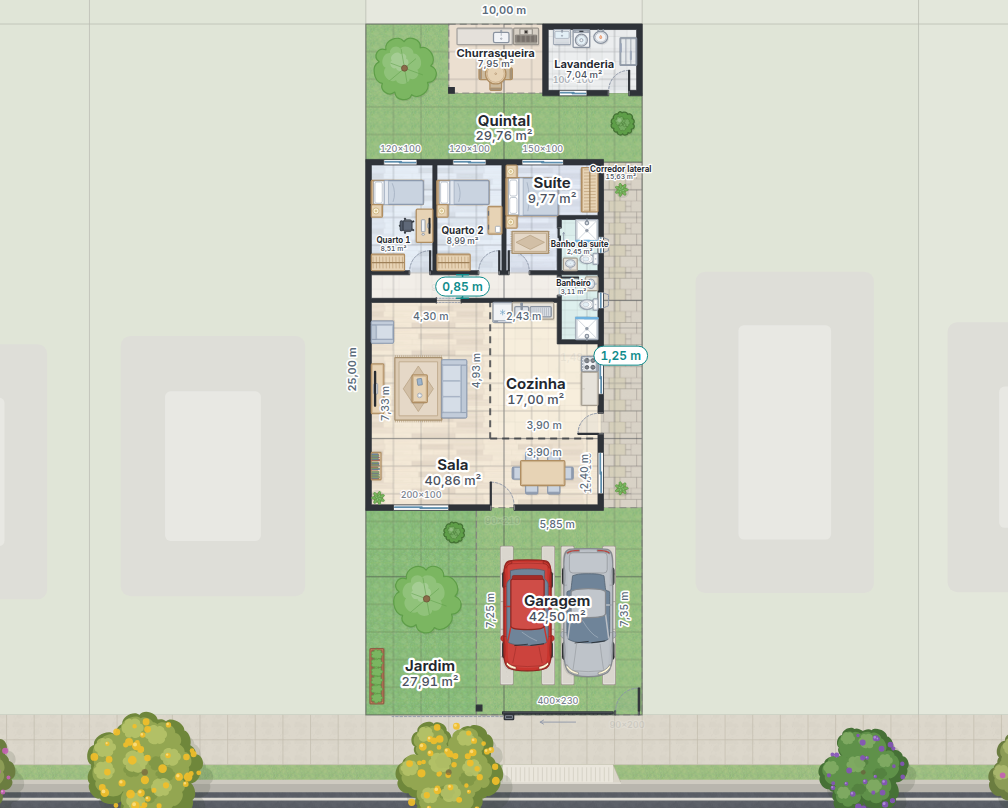 10,00 m
Churrasqueira
7,95 m²
Lavanderia
7,04 m²
Quintal
29,76 m²
120×100
120×100
150×100
Corredor lateral
15,63 m²
Suíte
9,77 m²
Quarto 1
8,51 m²
Quarto 2
8,99 m²
Banho da suíte
2,45 m²
0,85 m
Banheiro
3,11 m²
4,30 m
2,43 m
1,25 m
25,00 m
7,33 m
4,93 m
Cozinha
17,00 m²
3,90 m
3,90 m
2,40 m
Sala
40,86 m²
200×100
5,85 m
Garagem
42,50 m²
7,25 m
7,35 m
Jardim
27,91 m²
400×230